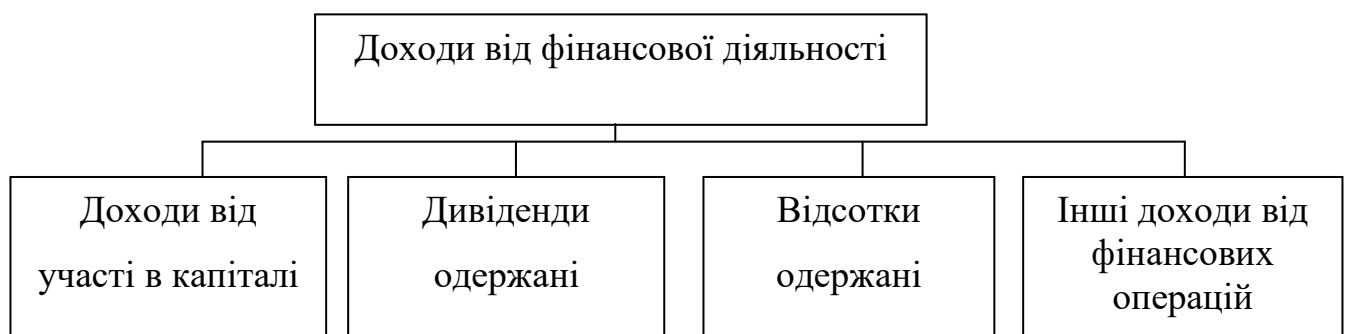 Доходи від фінансової діяльності
Доходи від
участі в капіталі
Дивіденди
одержані
Відсотки
одержані
Інші доходи від
фінансових
операцій